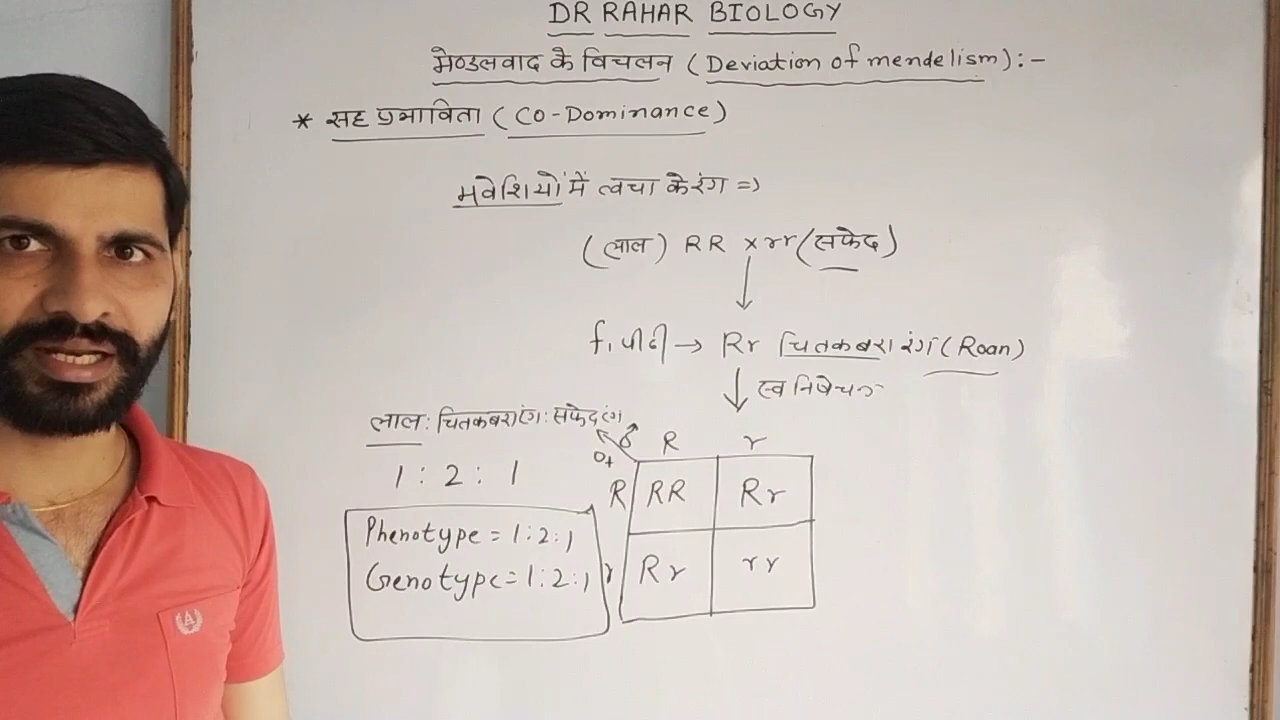 DR RAHAR BIOLOGY
मेण्डलवाद के विचलन (Deviation of mendelism) :-
* सह प्रभाविता (CO-Dominance)
मवेशियों में त्वचा के रंग =>
(लाल) RR × rr (सफेद)
↓
f₁ पीढी → Rr चितकबरा रंग (Roan)
↓ स्व निषेचन
लाल : चितकबरा रंग : सफेद रंग
1 : 2 : 1
♂ R r
♀
R RR Rr
r Rr rr
Phenotype = 1:2:1
Genotype = 1:2:1
A